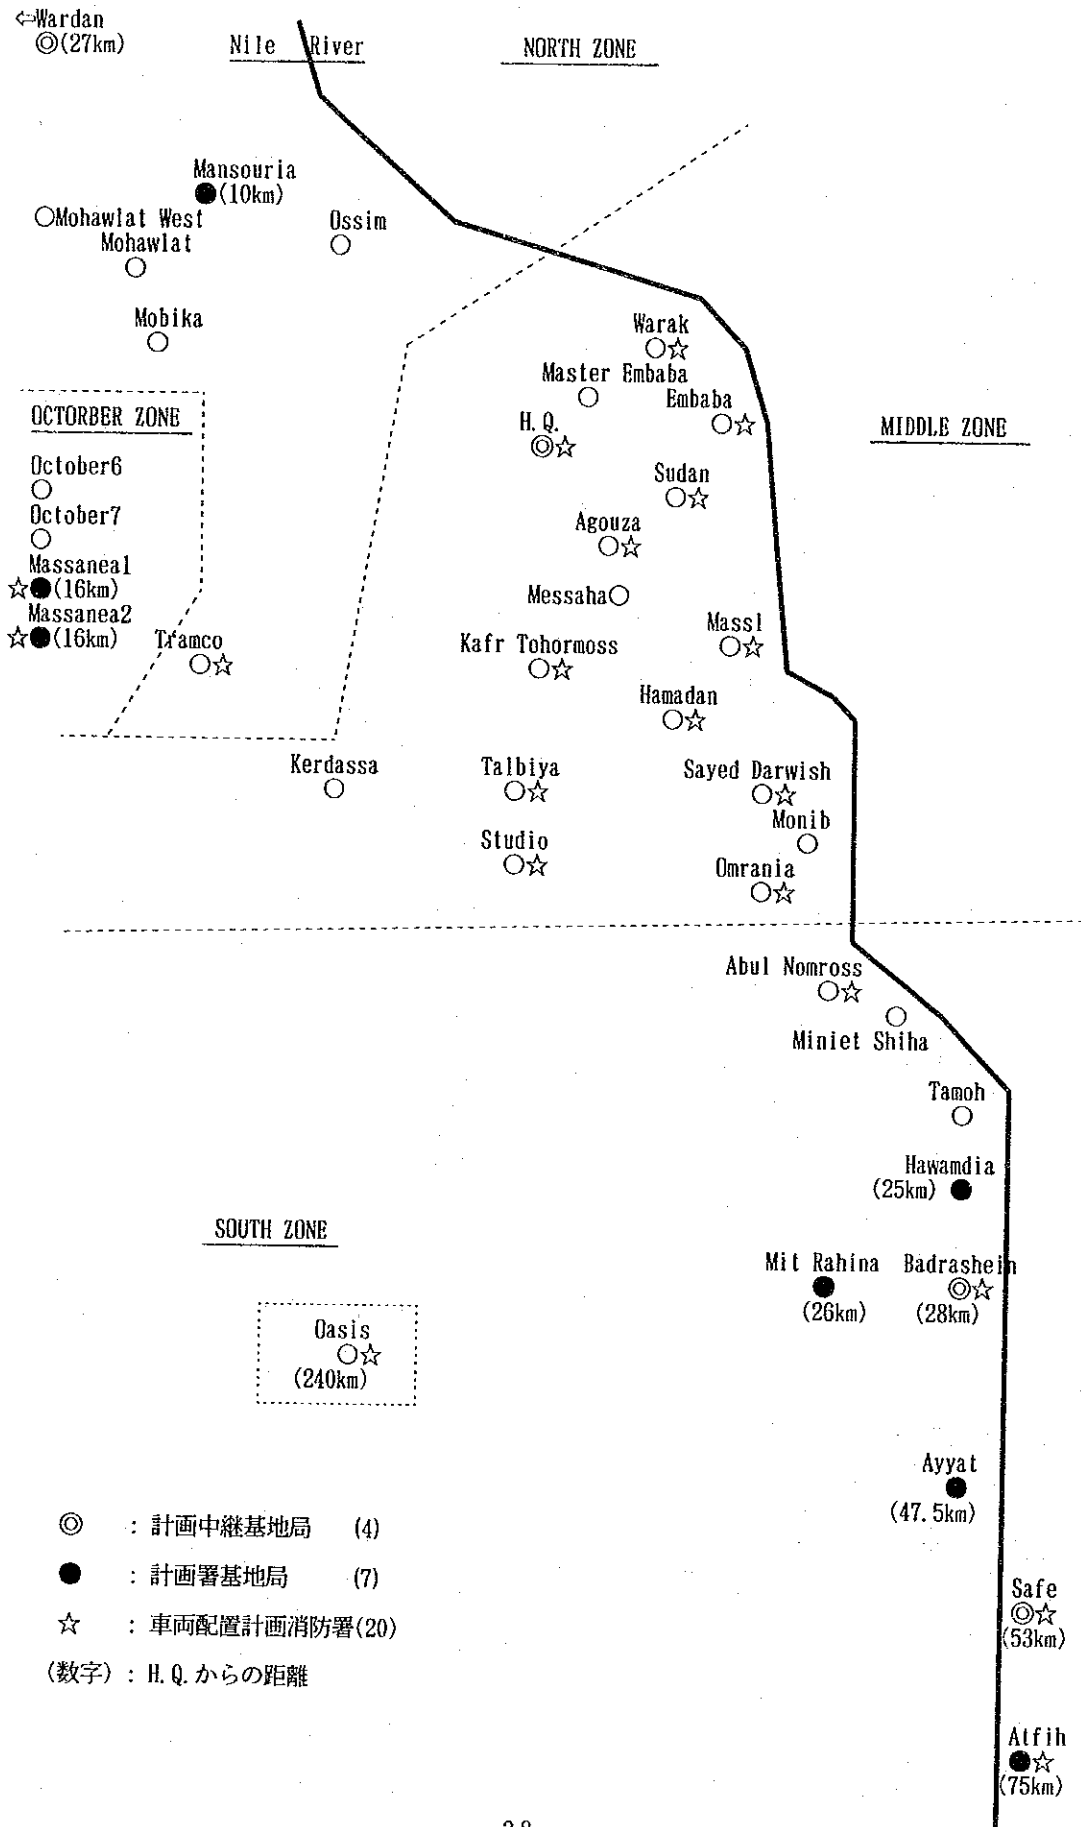 ⇦Wardan
◎(27km)
Nile River
NORTH ZONE
Mansouria
●(10km)
○Mohawlat West
Mohawlat
Ossim
Mobika
Warak
○☆
Master Embaba
Embaba
○☆
OCTORBER ZONE
H.Q.
◎☆
MIDDLE ZONE
October6
Sudan
○☆
October7
Agouza
○☆
Massanea1
☆●(16km)
Messaha○
Massanea2
☆●(16km)
Tramco
○☆
Kafr Tohormoss
○☆
Massl
○☆
Hamadan
○☆
Kerdassa
Talbiya
○☆
Sayed Darwish
○☆
Monib
Studio
○☆
Omrania
○☆
Abul Nomross
○☆
Miniet Shiha
Tamoh
Hawamdia
(25km)●
SOUTH ZONE
Mit Rahina
●
(26km)
Badrashein
◎☆
(28km)
Oasis
○☆
(240km)
Ayyat
●
(47.5km)
◎ : 計画中継基地局 (4)
● : 計画署基地局 (7)
☆ : 車両配置計画消防署(20)
(数字) : H.Q.からの距離
Safe
◎☆
(53km)
Atfih
●☆
(75km)